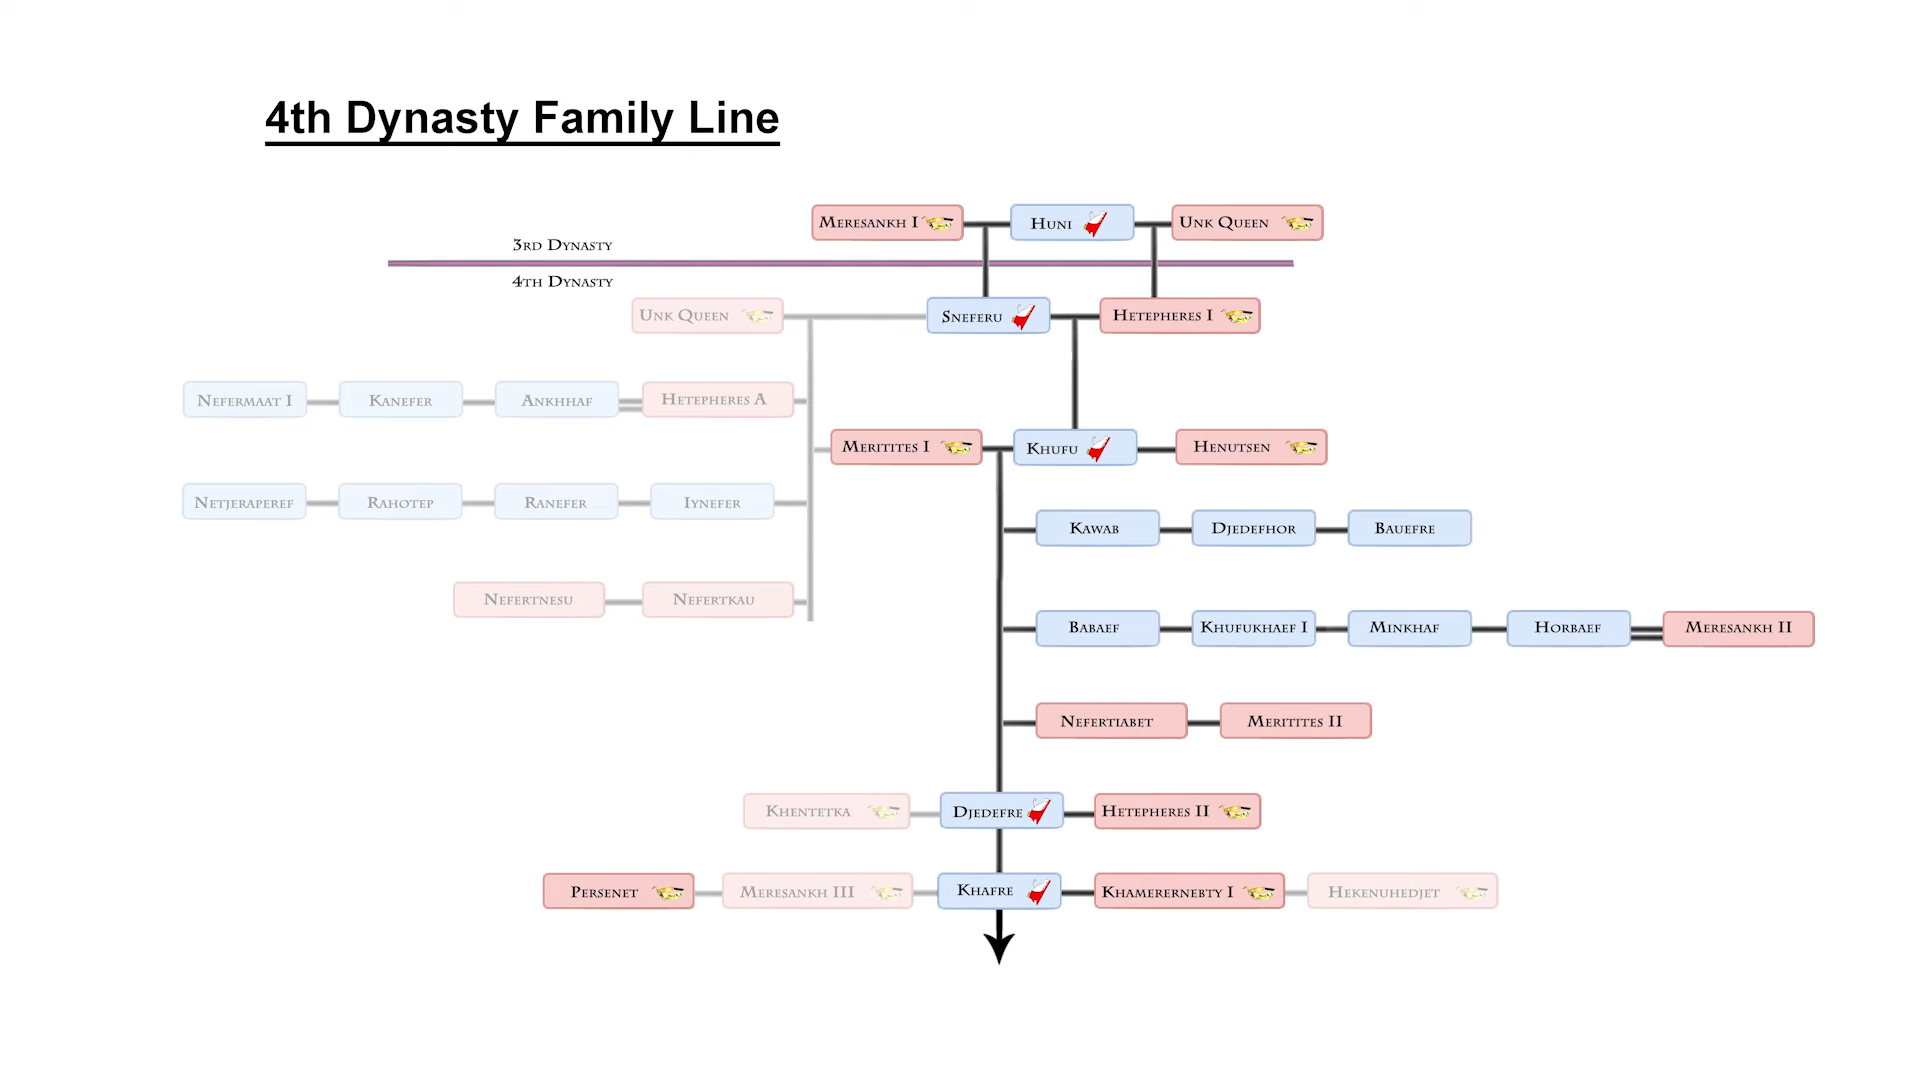 4th Dynasty Family Line
Meresankh I
Huni
Unk Queen
3rd Dynasty
4th Dynasty
Unk Queen
Sneferu
Hetepheres I
Nefermaat I
Kanefer
Ankhhaf
Hetepheres A
Meritites I
Khufu
Henutsen
Netjeraperef
Rahotep
Ranefer
Iynefer
Kawab
Djedefhor
Bauefre
Nefertnesu
Nefertkau
Babaef
Khufukhaef I
Minkhaf
Horbaef
Meresankh II
Nefertiabet
Meritites II
Khentetka
Djedefre
Hetepheres II
Persenet
Meresankh III
Khafre
Khamerernebty I
Hekenuhedjet